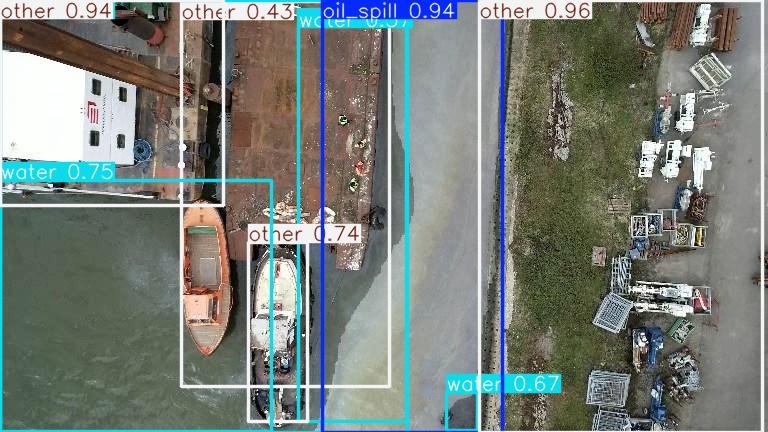 other 0.94
other 0.43
water 0.57
oil_spill 0.94
other 0.96
water 0.75
other 0.74
water 0.67